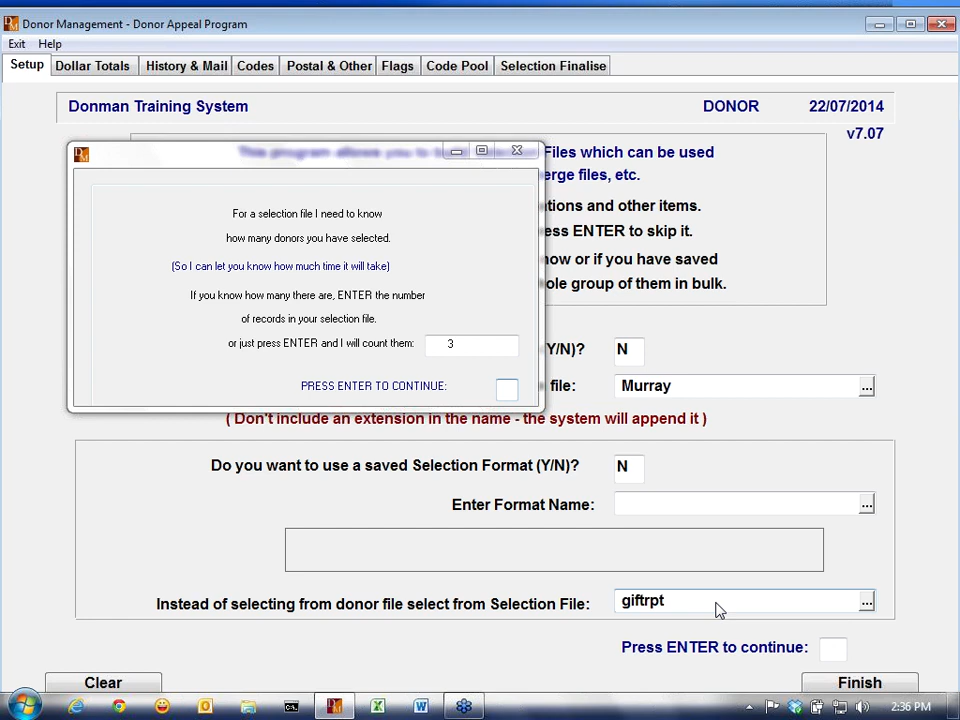 Donor Management - Donor Appeal Program
Exit Help
Setup Dollar Totals History & Mail Codes Postal & Other Flags Code Pool Selection Finalise
Donman Training System DONOR 22/07/2014
v7.07
Files which can be used
erge files, etc.
For a selection file I need to know
tions and other items.
how many donors you have selected.
ess ENTER to skip it.
(So I can let you know how much time it will take)
now or if you have saved
ole group of them in bulk.
If you know how many there are, ENTER the number
of records in your selection file.
or just press ENTER and I will count them: 3
Y/N)? N
PRESS ENTER TO CONTINUE:
file: Murray ...
( Don't include an extension in the name - the system will append it )
Do you want to use a saved Selection Format (Y/N)? N
Enter Format Name: ...
Instead of selecting from donor file select from Selection File: giftrpt ...
Press ENTER to continue:
Clear Finish
2:36 PM